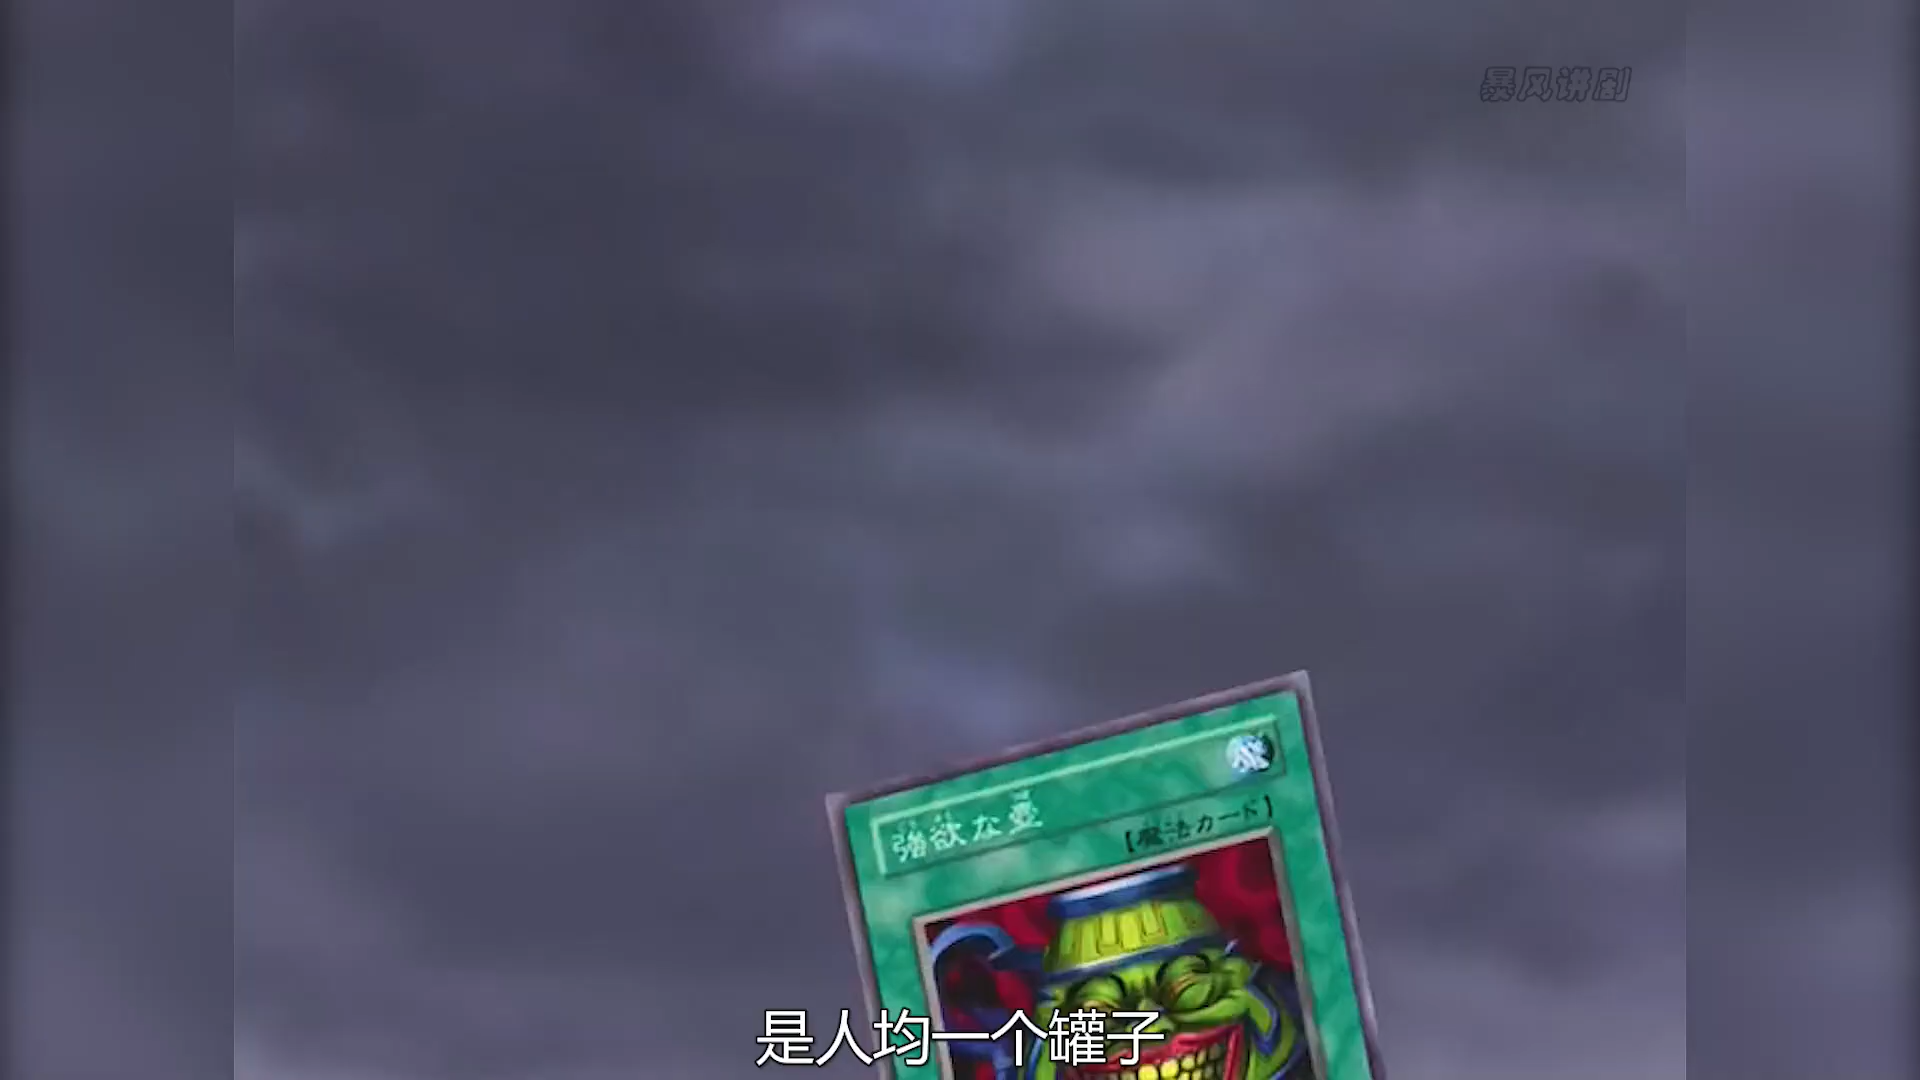 暴风讲剧
強欲な壺
【魔法カード】
是人均一个罐子